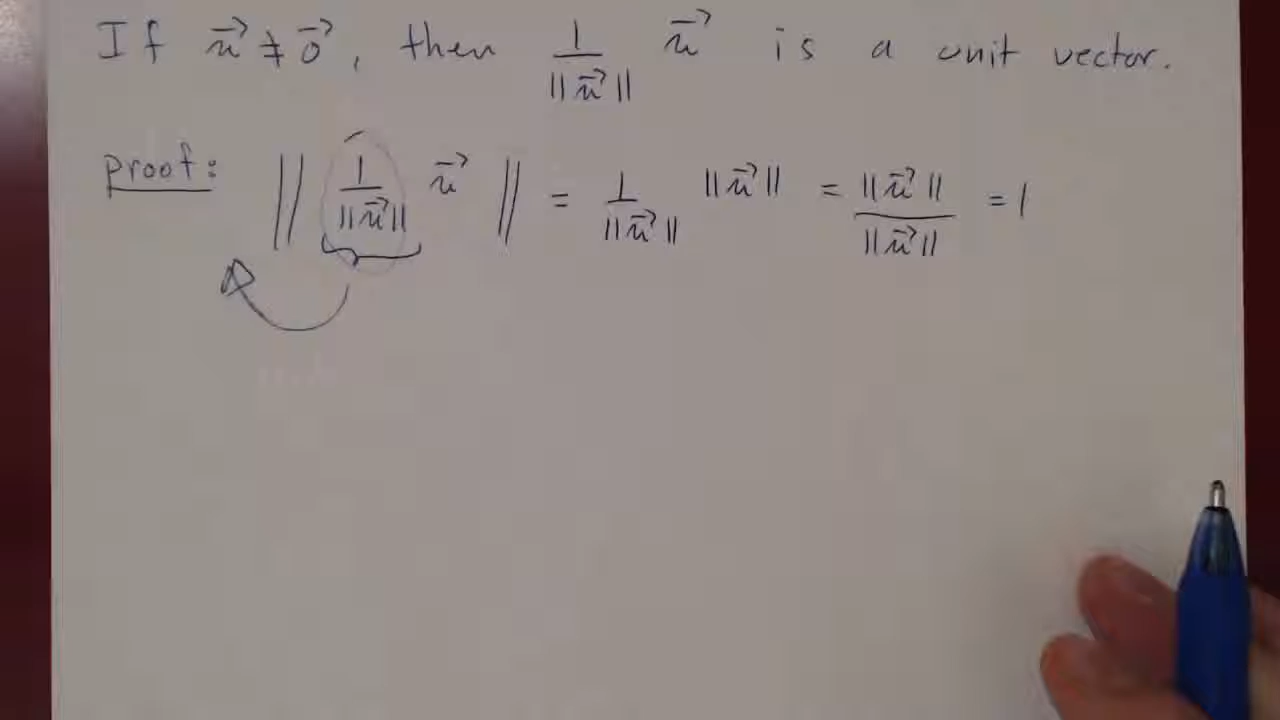 If u⃗ ≠ 0⃗, then 1/||u⃗|| u⃗ is a unit vector.
proof: || 1/||u⃗|| u⃗ || = 1/||u⃗|| ||u⃗|| = ||u⃗||/||u⃗|| = 1